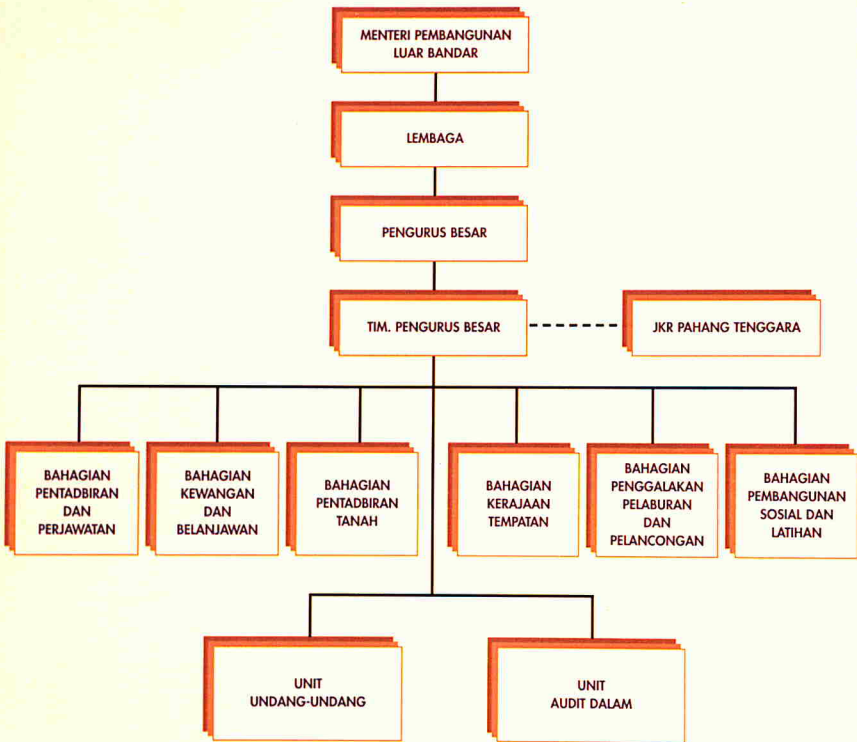 MENTERI PEMBANGUNAN
LUAR BANDAR
LEMBAGA
PENGURUS BESAR
TIM. PENGURUS BESAR
JKR PAHANG TENGGARA
BAHAGIAN
PENTADBIRAN
DAN
PERJAWATAN
BAHAGIAN
KEWANGAN
DAN
BELANJAWAN
BAHAGIAN
PENTADBIRAN
TANAH
BAHAGIAN
KERAJAAN
TEMPATAN
BAHAGIAN
PENGGALAKAN
PELABURAN
DAN
PELANCONGAN
BAHAGIAN
PEMBANGUNAN
SOSIAL DAN
LATIHAN
UNIT
UNDANG-UNDANG
UNIT
AUDIT DALAM